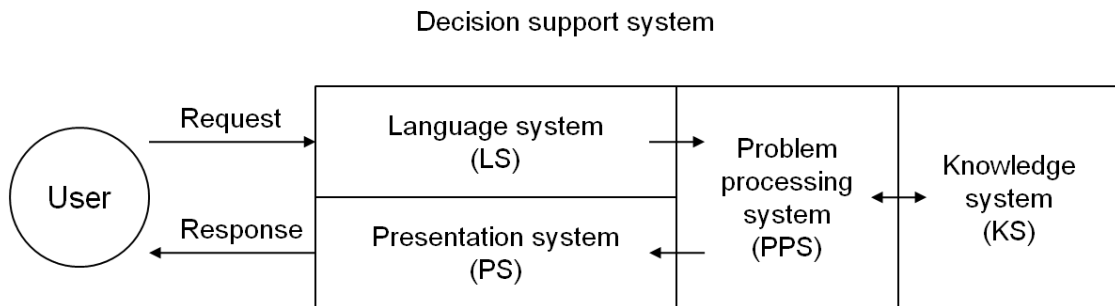 Decision support system
Request
Language system
(LS)
User
Problem
processing
system
(PPS)
Knowledge
system
(KS)
Response
Presentation system
(PS)